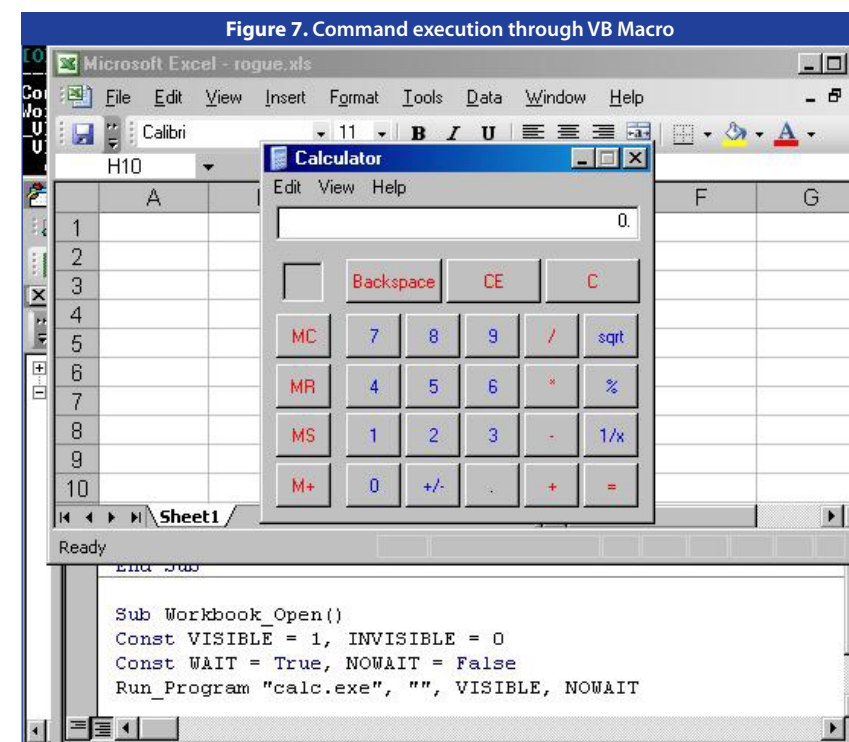 Figure 7. Command execution through VB Macro
Microsoft Excel - rogue.xls
File Edit View Insert Format Tools Data Window Help
Calibri 11 B I U A
H10
Calculator
Edit View Help
0.
Backspace CE C
MC 7 8 9 / sqrt
MR 4 5 6 * %
MS 1 2 3 - 1/x
M+ 0 +/- . + =
A F G
1
2
3
4
5
6
7
8
9
10
Sheet1
Ready
End Sub
Sub Workbook_Open()
Const VISIBLE = 1, INVISIBLE = 0
Const WAIT = True, NOWAIT = False
Run_Program "calc.exe", "", VISIBLE, NOWAIT